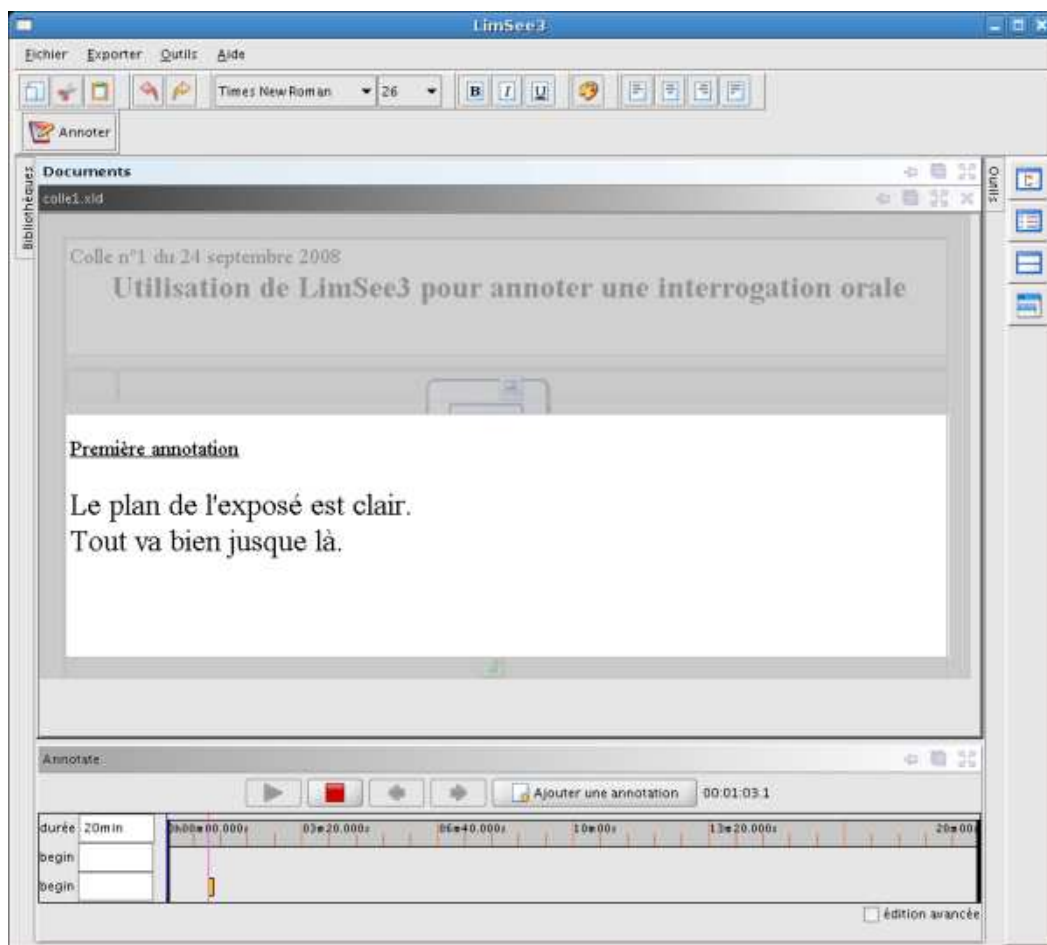 LimSee3
Fichier Exporter Outils Aide
Times New Roman 26 B I U
Annoter
Bibliothèques
Documents
Outils
colle1.xld
Colle n°1 du 24 septembre 2008
Utilisation de LimSee3 pour annoter une interrogation orale
Première annotation
Le plan de l'exposé est clair.
Tout va bien jusque là.
Annotate
Ajouter une annotation 00:01:03.1
durée 20min 0h00m00.000s 03m20.000s 06m40.000s 10m00s 13m20.000s 20m00s
begin
begin
édition avancée